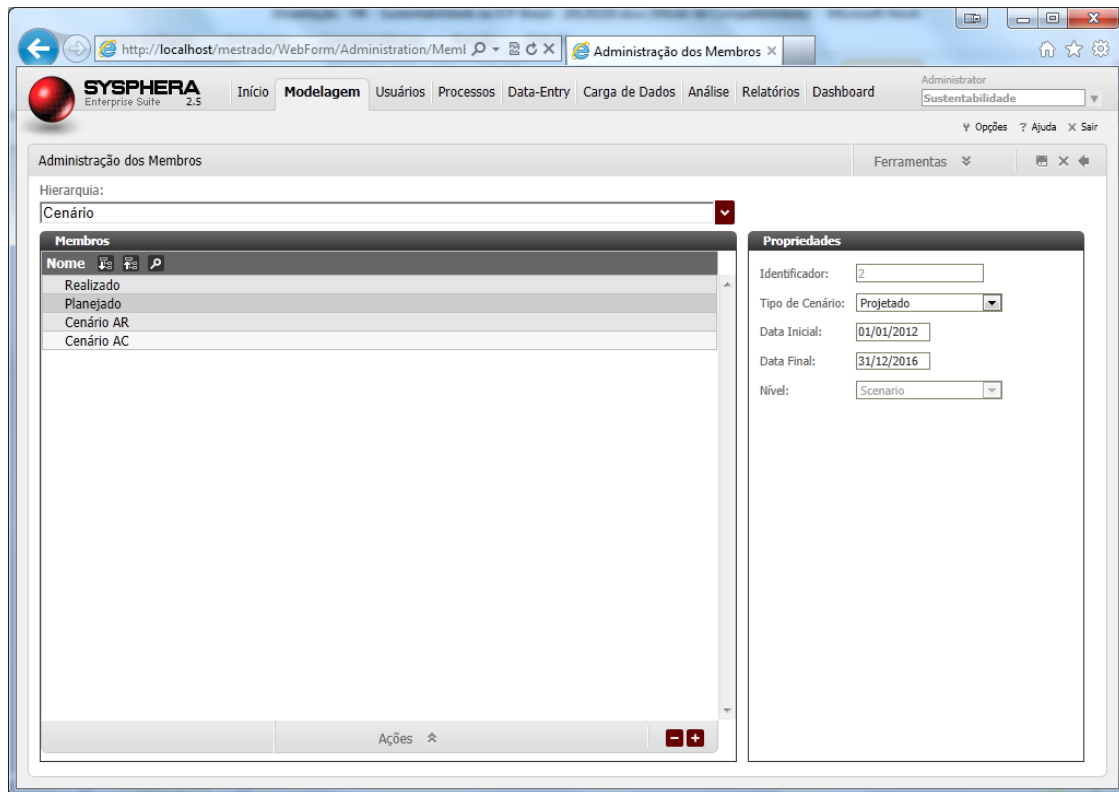 http://localhost/mestrado/WebForm/Administration/Meml
Administração dos Membros
SYSPHERA
Enterprise Suite 2.5
Início Modelagem Usuários Processos Data-Entry Carga de Dados Análise Relatórios Dashboard
Administrator
Sustentabilidade
Opções ? Ajuda X Sair
Administração dos Membros
Ferramentas
Hierarquia:
Cenário
Membros
Nome
Realizado
Planejado
Cenário AR
Cenário AC
Ações
Propriedades
Identificador: 2
Tipo de Cenário: Projetado
Data Inicial: 01/01/2012
Data Final: 31/12/2016
Nível: Scenario